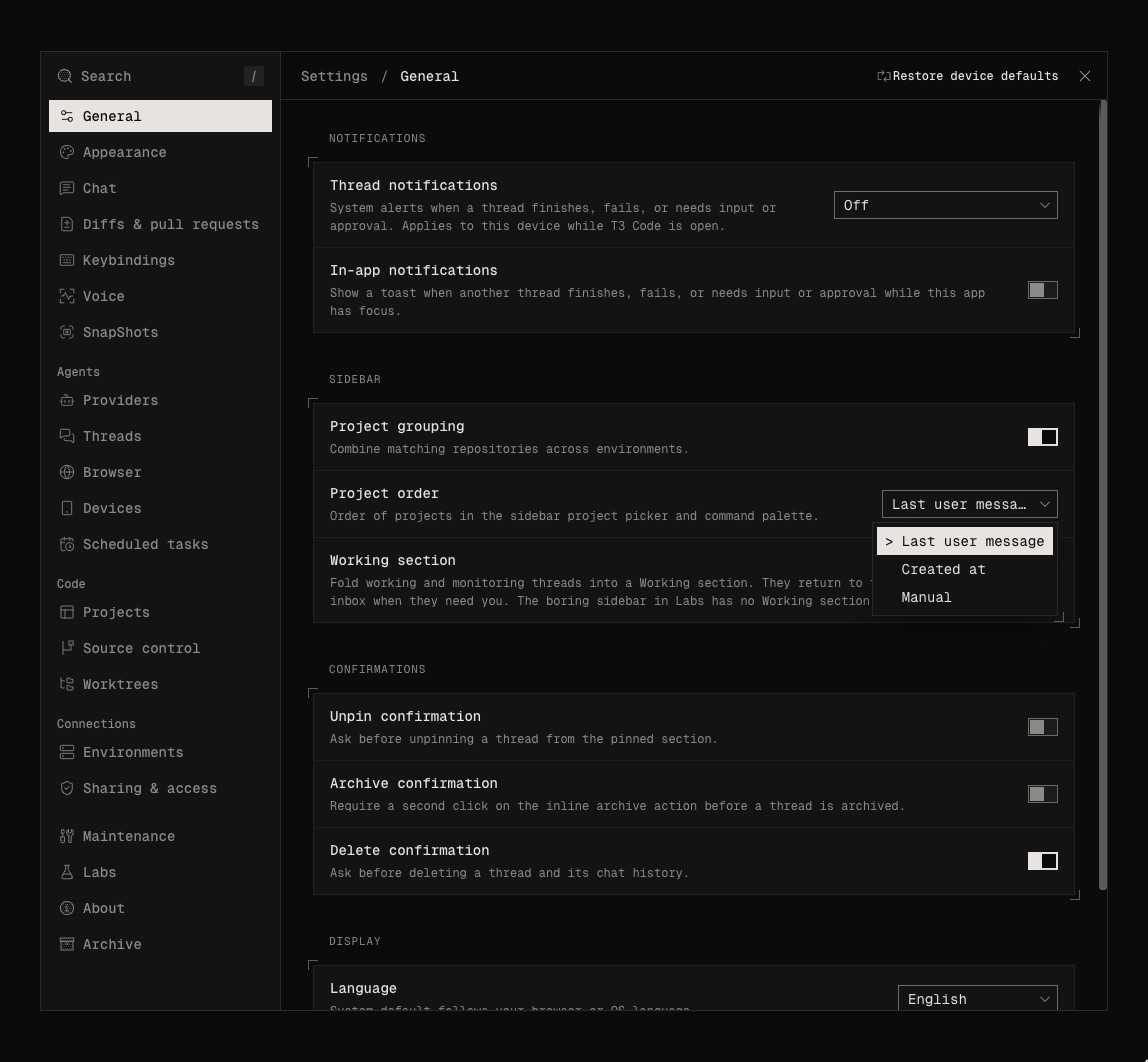 Search /
General
Appearance
Chat
Diffs & pull requests
Keybindings
Voice
SnapShots
Agents
Providers
Threads
Browser
Devices
Scheduled tasks
Code
Projects
Source control
Worktrees
Connections
Environments
Sharing & access
Maintenance
Labs
About
Archive
Settings / General
Restore device defaults
NOTIFICATIONS
Thread notifications
System alerts when a thread finishes, fails, or needs input or
approval. Applies to this device while T3 Code is open.
Off
In-app notifications
Show a toast when another thread finishes, fails, or needs input or approval while this app
has focus.
SIDEBAR
Project grouping
Combine matching repositories across environments.
Project order
Order of projects in the sidebar project picker and command palette.
Last user messa…
> Last user message
Created at
Manual
Working section
Fold working and monitoring threads into a Working section. They return to
inbox when they need you. The boring sidebar in Labs has no Working section
CONFIRMATIONS
Unpin confirmation
Ask before unpinning a thread from the pinned section.
Archive confirmation
Require a second click on the inline archive action before a thread is archived.
Delete confirmation
Ask before deleting a thread and its chat history.
DISPLAY
Language
System default follows your browser or OS language.
English